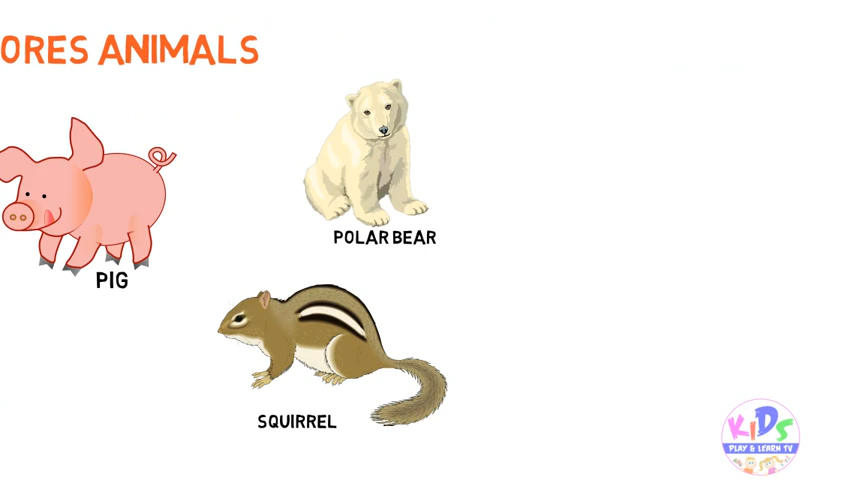 ORES ANIMALS
POLAR BEAR
PIG
SQUIRREL
KiDS
PLAY & LEARN TV